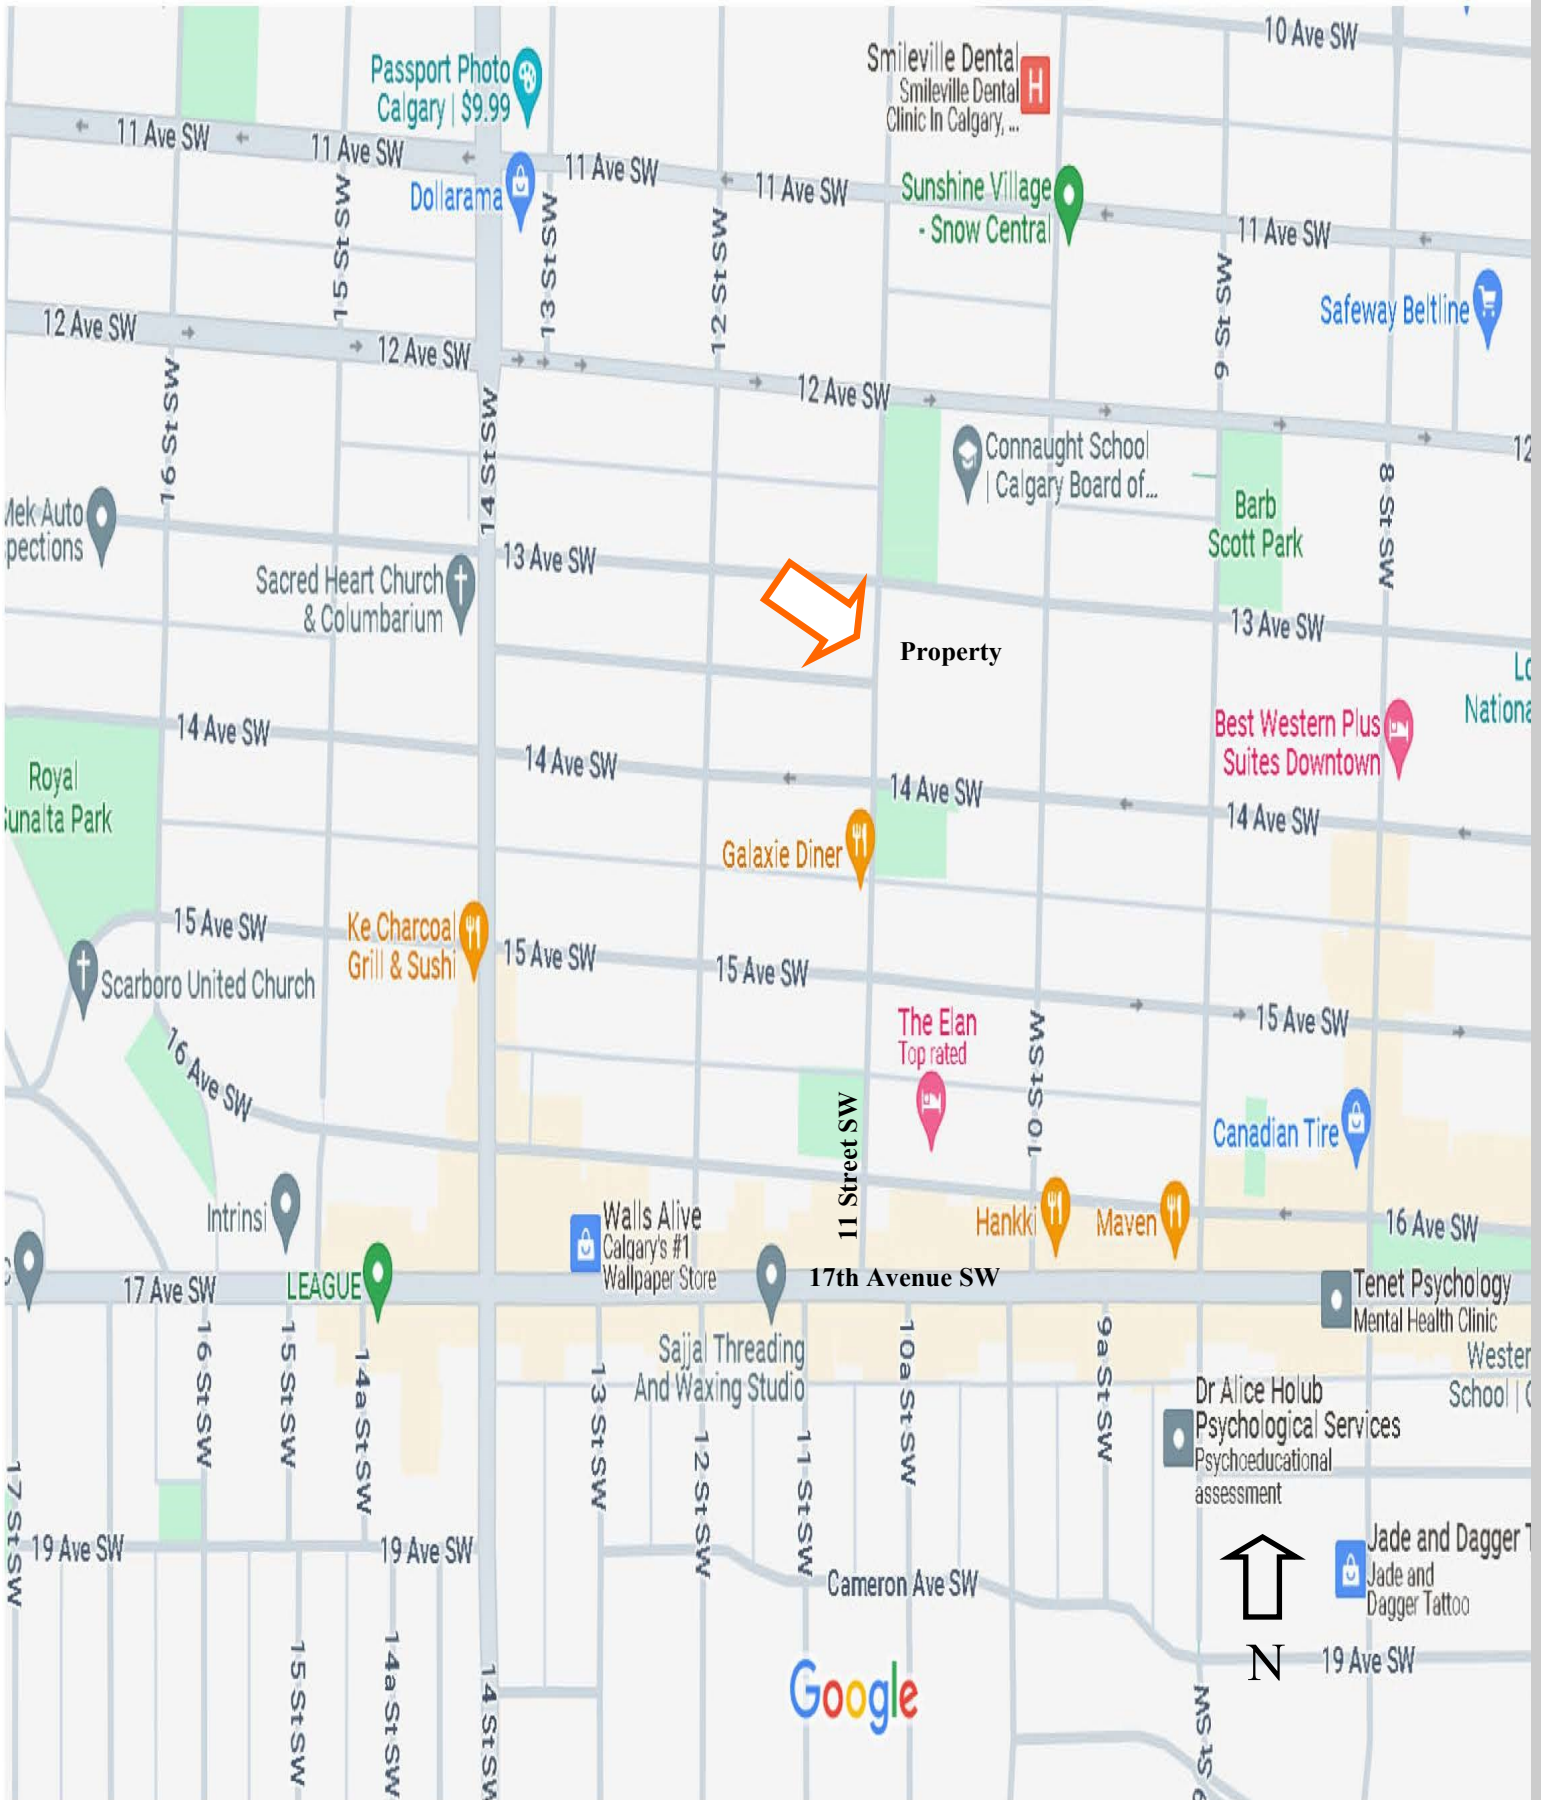 10 Ave SW
Smileville Dental
Smileville Dental
Clinic In Calgary, ...
H
Passport Photo
Calgary | $9.99
11 Ave SW
11 Ave SW
11 Ave SW
11 Ave SW
11 Ave SW
Dollarama
Sunshine Village
- Snow Central
15 St SW
13 St SW
12 St SW
9 St SW
Safeway Beltline
12 Ave SW
12 Ave SW
12 Ave SW
12
16 St SW
14 St SW
Connaught School
| Calgary Board of...
Barb
Scott Park
8 St SW
Mek Auto
pections
13 Ave SW
Sacred Heart Church
& Columbarium
13 Ave SW
Property
Lo
Nationa
14 Ave SW
14 Ave SW
14 Ave SW
14 Ave SW
Best Western Plus
Suites Downtown
Royal
Sunalta Park
Galaxie Diner
15 Ave SW
Ke Charcoal
Grill & Sushi
15 Ave SW
15 Ave SW
15 Ave SW
Scarboro United Church
The Elan
Top rated
16 Ave SW
10 St SW
11 Street SW
Canadian Tire
Intrinsi
Walls Alive
Calgary's #1
Wallpaper Store
Hankki
Maven
16 Ave SW
17 Ave SW
LEAGUE
17th Avenue SW
Tenet Psychology
Mental Health Clinic
Sajjal Threading
And Waxing Studio
Wester
School | C
16 St SW
15 St SW
14a St SW
13 St SW
12 St SW
11 St SW
10a St SW
9a St SW
Dr Alice Holub
Psychological Services
Psychoeducational
assessment
17 St SW
19 Ave SW
19 Ave SW
Cameron Ave SW
Jade and Dagger T
Jade and
Dagger Tattoo
N
19 Ave SW
15 St SW
14a St SW
14 St SW
9 St SW
Google